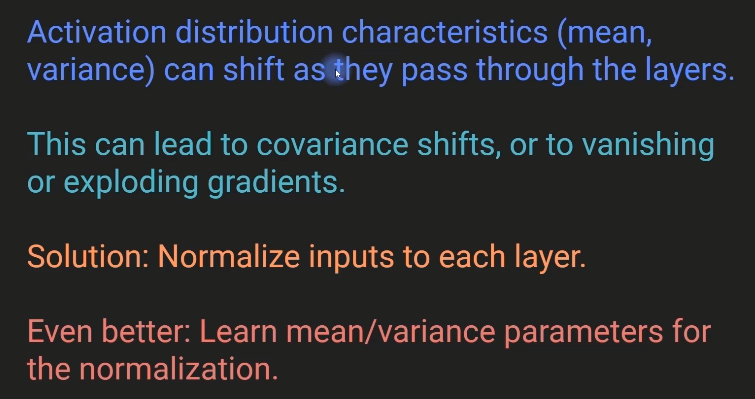 Activation distribution characteristics (mean,
variance) can shift as they pass through the layers.
This can lead to covariance shifts, or to vanishing
or exploding gradients.
Solution: Normalize inputs to each layer.
Even better: Learn mean/variance parameters for
the normalization.